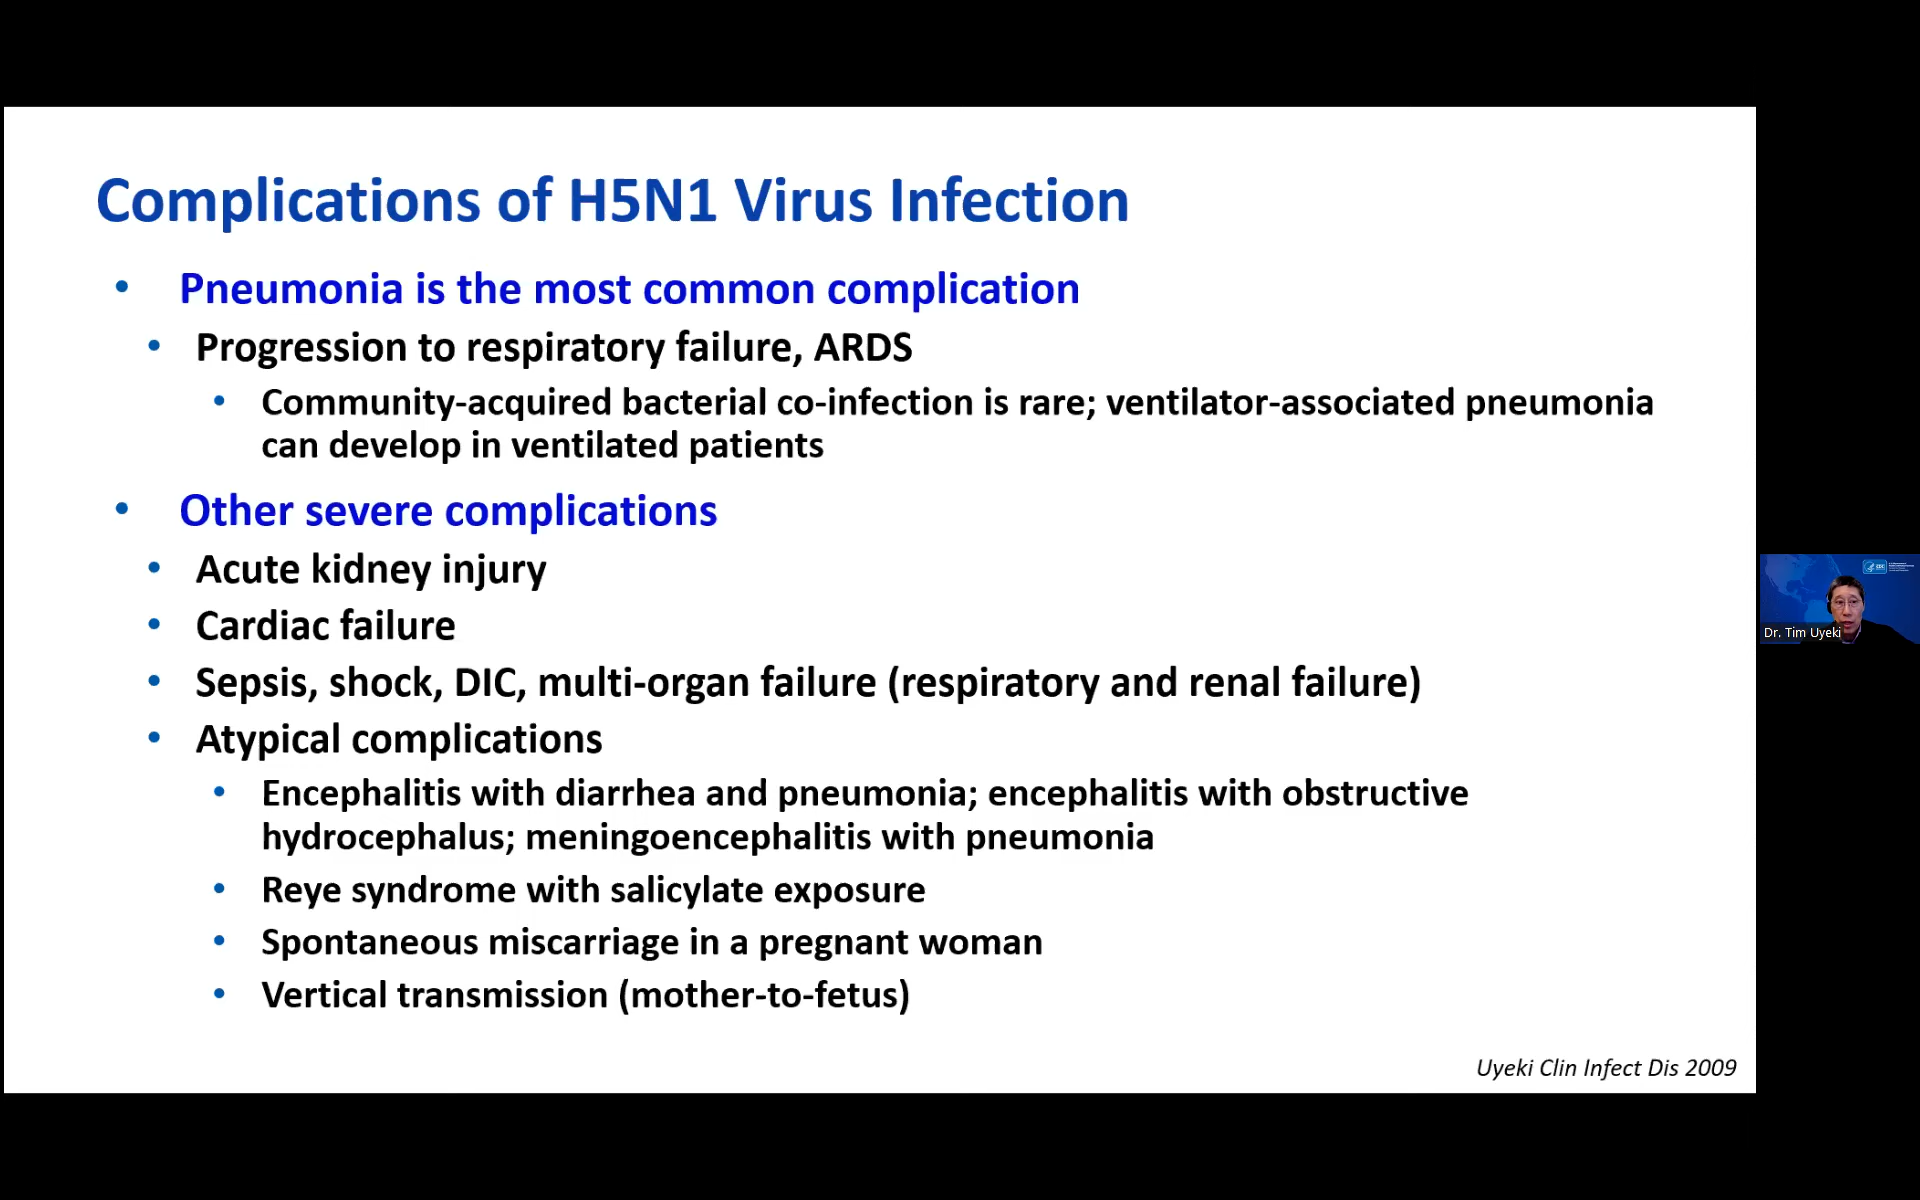 Complications of H5N1 Virus Infection
• Pneumonia is the most common complication
• Progression to respiratory failure, ARDS
• Community-acquired bacterial co-infection is rare; ventilator-associated pneumonia
can develop in ventilated patients
• Other severe complications
• Acute kidney injury
• Cardiac failure
• Sepsis, shock, DIC, multi-organ failure (respiratory and renal failure)
• Atypical complications
• Encephalitis with diarrhea and pneumonia; encephalitis with obstructive
hydrocephalus; meningoencephalitis with pneumonia
• Reye syndrome with salicylate exposure
• Spontaneous miscarriage in a pregnant woman
• Vertical transmission (mother-to-fetus)
Uyeki Clin Infect Dis 2009
CDC
Dr. Tim Uyeki